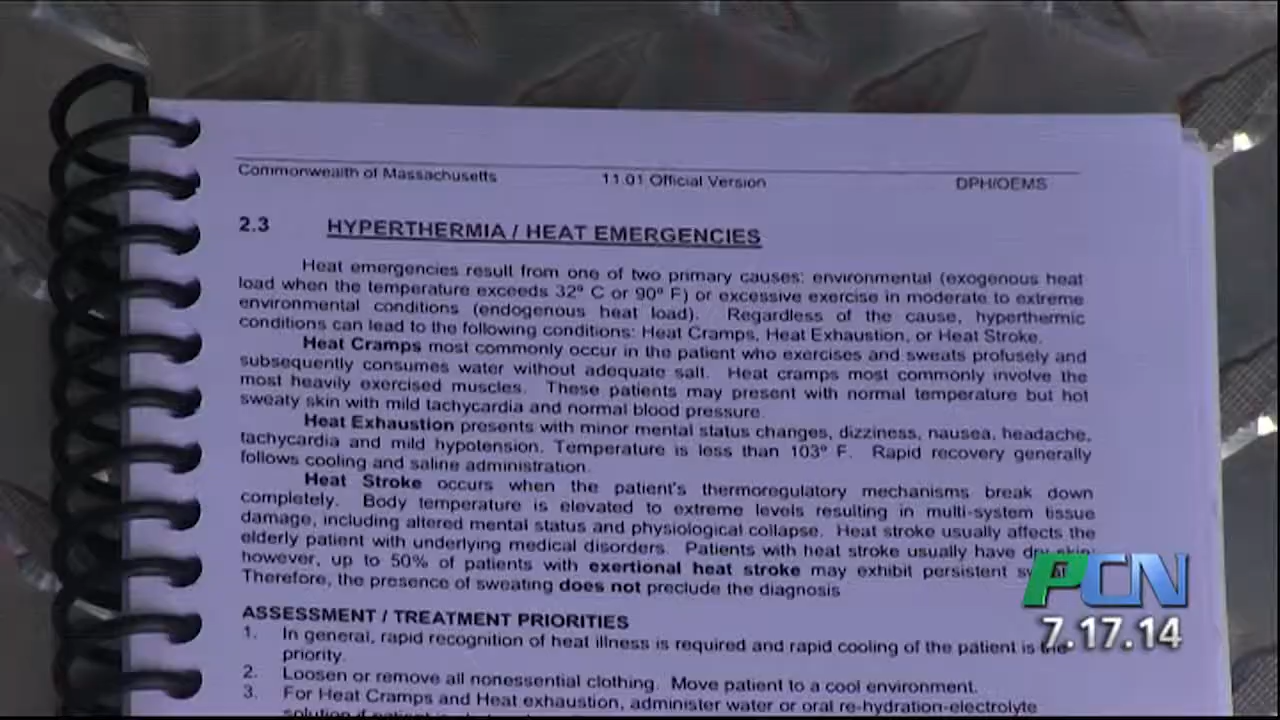 Commonwealth of Massachusetts 11.01 Official Version DPH/OEMS
2.3 HYPERTHERMIA / HEAT EMERGENCIES
Heat emergencies result from one of two primary causes: environmental (exogenous heat
load when the temperature exceeds 32º C or 90º F) or excessive exercise in moderate to extreme
environmental conditions (endogenous heat load). Regardless of the cause, hyperthermic
conditions can lead to the following conditions: Heat Cramps, Heat Exhaustion, or Heat Stroke.
Heat Cramps most commonly occur in the patient who exercises and sweats profusely and
subsequently consumes water without adequate salt. Heat cramps most commonly involve the
most heavily exercised muscles. These patients may present with normal temperature but hot
sweaty skin with mild tachycardia and normal blood pressure.
Heat Exhaustion presents with minor mental status changes, dizziness, nausea, headache,
tachycardia and mild hypotension. Temperature is less than 103º F. Rapid recovery generally
follows cooling and saline administration.
Heat Stroke occurs when the patient's thermoregulatory mechanisms break down
completely. Body temperature is elevated to extreme levels resulting in multi-system tissue
damage, including altered mental status and physiological collapse. Heat stroke usually affects the
elderly patient with underlying medical disorders. Patients with heat stroke usually have dry skin;
however, up to 50% of patients with exertional heat stroke may exhibit persistent
Therefore, the presence of sweating does not preclude the diagnosis
ASSESSMENT / TREATMENT PRIORITIES
1. In general, rapid recognition of heat illness is required and rapid cooling of the patient is the
priority.
2. Loosen or remove all nonessential clothing. Move patient to a cool environment.
3. For Heat Cramps and Heat exhaustion, administer water or oral re-hydration-electrolyte
solution if patient is
PCN
7.17.14